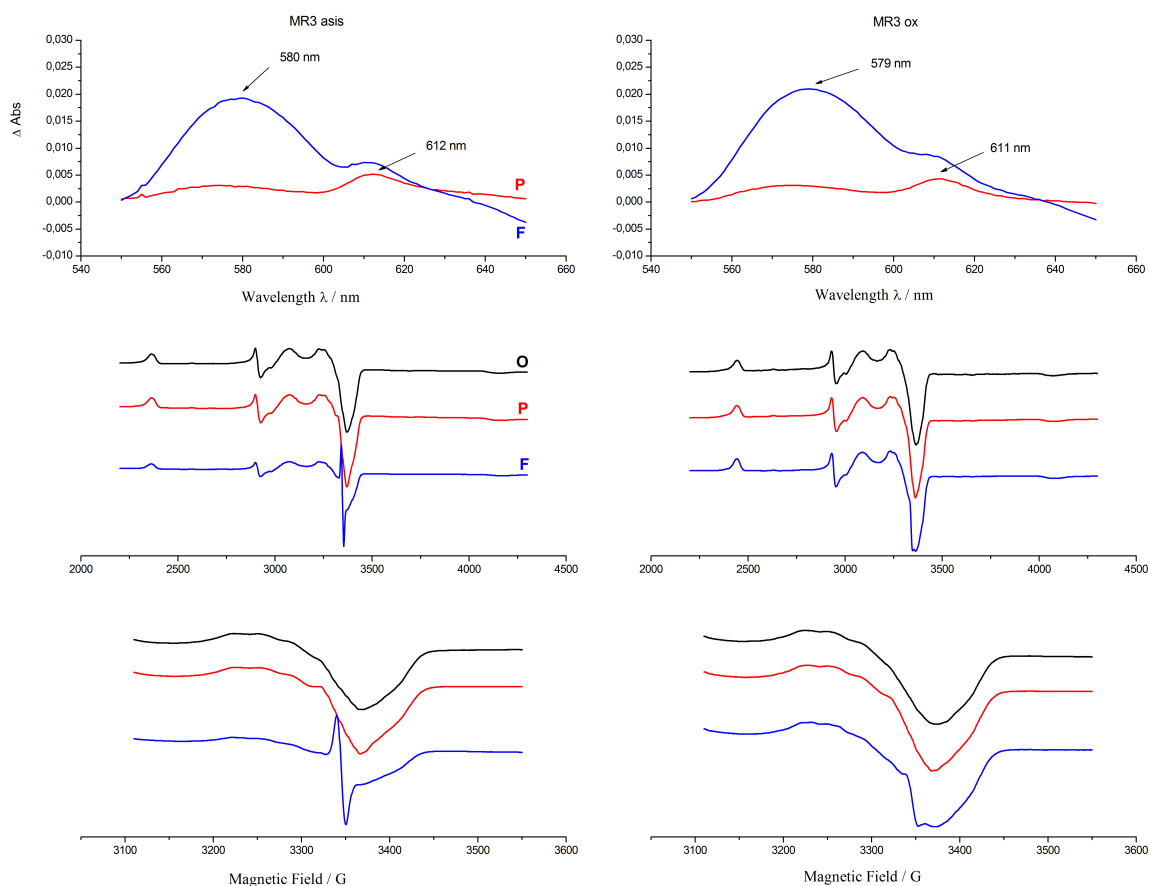 MR3 asis
MR3 ox
0,030
0,025
0,020
0,015
0,010
0,005
0,000
-0,005
-0,010
Δ Abs
580 nm
612 nm
P
F
540 560 580 600 620 640 660
Wavelength λ / nm
0,030
0,025
0,020
0,015
0,010
0,005
0,000
-0,005
-0,010
579 nm
611 nm
540 560 580 600 620 640 660
Wavelength λ / nm
O
P
F
2000 2500 3000 3500 4000 4500
2000 2500 3000 3500 4000 4500
3100 3200 3300 3400 3500 3600
Magnetic Field / G
3100 3200 3300 3400 3500 3600
Magnetic Field / G